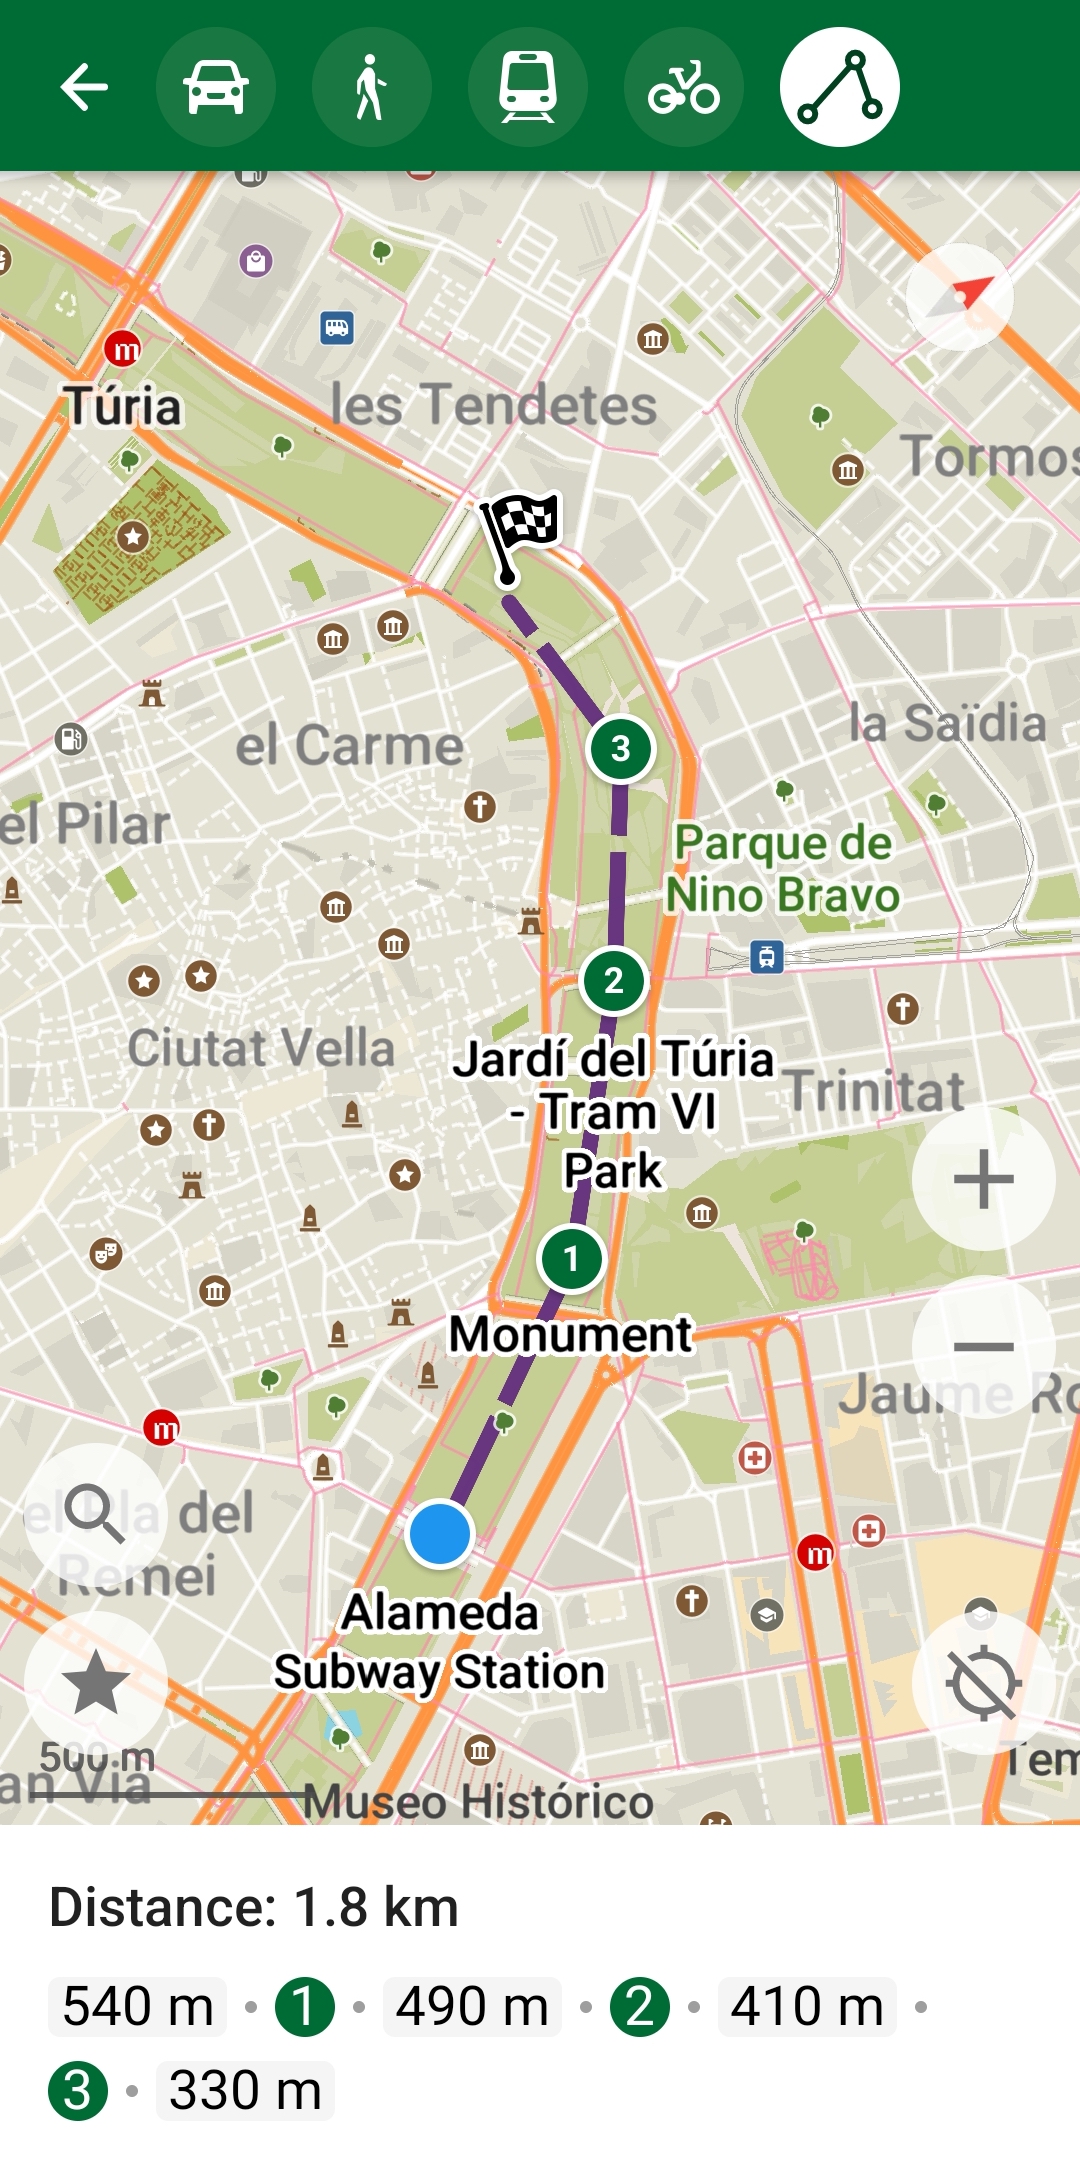 m
Túria
les Tendetes
Tormos
el Carme
la Saïdia
3
el Pilar
Parque de
Nino Bravo
2
Ciutat Vella
Jardí del Túria
- Tram VI
Park
Trinitat
1
Monument
Jaume Ro
m
el Pla del
Remei
m
Alameda
Subway Station
500 m
an Vía
Museo Histórico
Tem
Distance: 1.8 km
540 m • 1 • 490 m • 2 • 410 m •
3 • 330 m